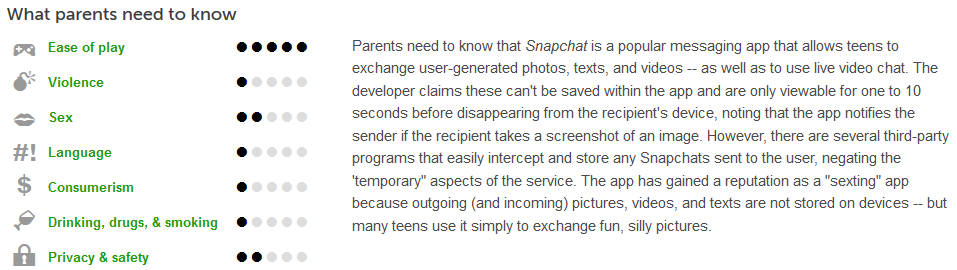 What parents need to know
Ease of play
Violence
Sex
#! Language
$ Consumerism
Drinking, drugs, & smoking
Privacy & safety
Parents need to know that Snapchat is a popular messaging app that allows teens to
exchange user-generated photos, texts, and videos -- as well as to use live video chat. The
developer claims these can't be saved within the app and are only viewable for one to 10
seconds before disappearing from the recipient's device, noting that the app notifies the
sender if the recipient takes a screenshot of an image. However, there are several third-party
programs that easily intercept and store any Snapchats sent to the user, negating the
'temporary" aspects of the service. The app has gained a reputation as a "sexting" app
because outgoing (and incoming) pictures, videos, and texts are not stored on devices -- but
many teens use it simply to exchange fun, silly pictures.